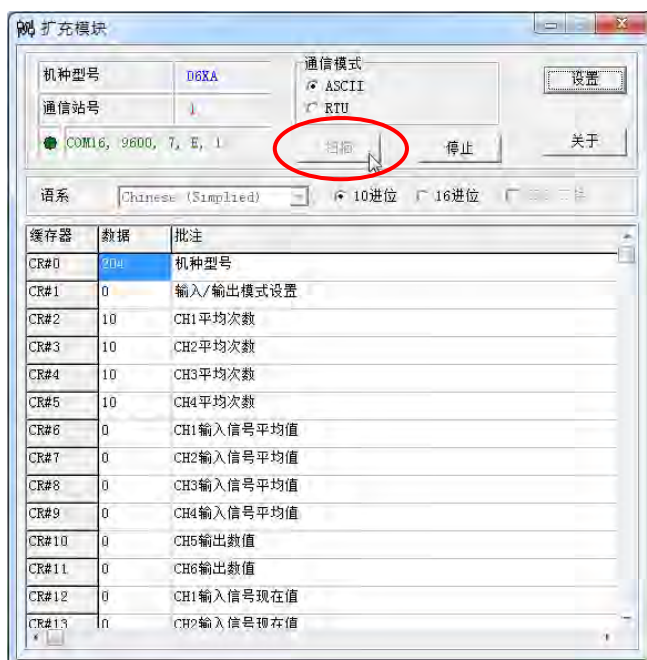 扩充模块
机种型号 D6XA
通信站号 1
COM16, 9600, 7, E, 1
通信模式
ASCII
RTU
设置
扫描
停止
关于
语系 Chinese (Simplied) 10进位 16进位
缓存器 数据 批注
CR#0 204 机种型号
CR#1 0 输入/输出模式设置
CR#2 10 CH1平均次数
CR#3 10 CH2平均次数
CR#4 10 CH3平均次数
CR#5 10 CH4平均次数
CR#6 0 CH1输入信号平均值
CR#7 0 CH2输入信号平均值
CR#8 0 CH3输入信号平均值
CR#9 0 CH4输入信号平均值
CR#10 0 CH5输出数值
CR#11 0 CH6输出数值
CR#12 0 CH1输入信号现在值
CR#13 0 CH2输入信号现在值